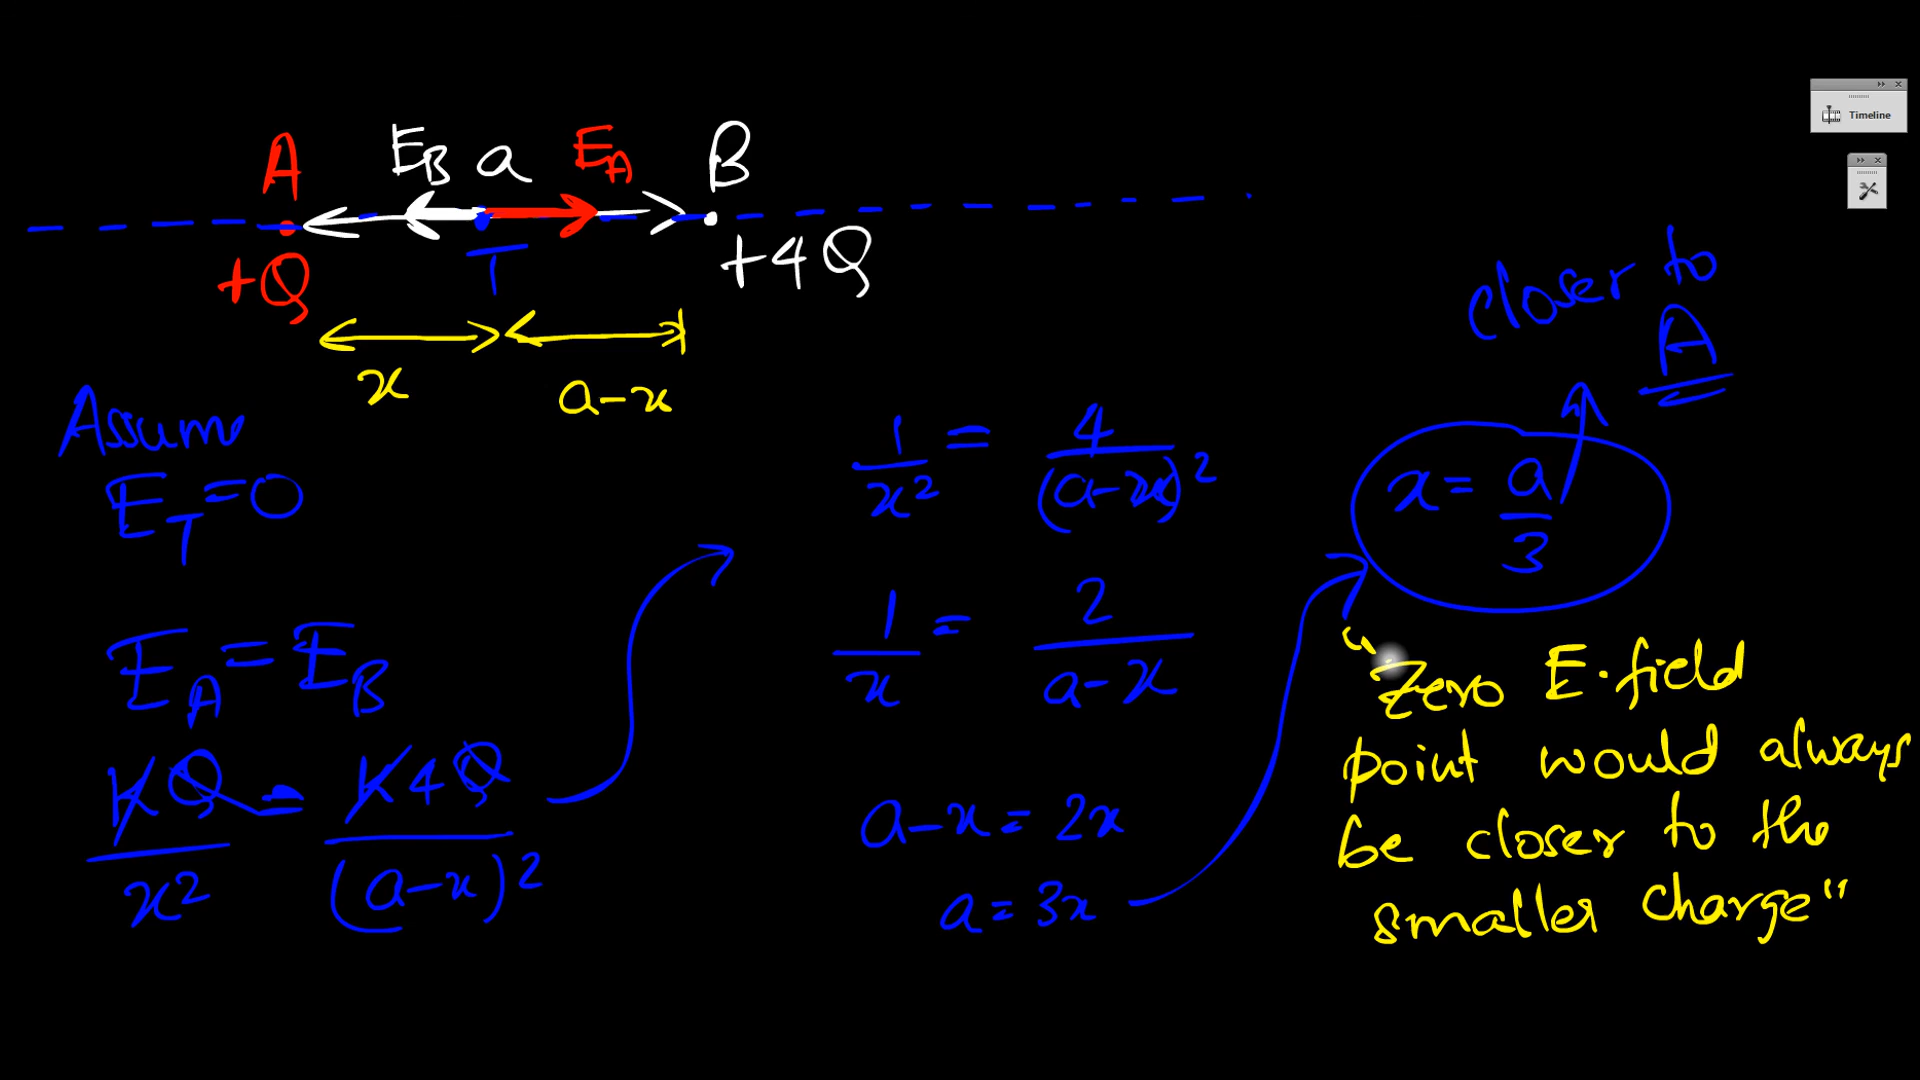 A E_B a E_A B
+Q T +4Q
x a-x
Assume
E_T=0
E_A=E_B
KQ/x² = K4Q/(a-x)²
1/x² = 4/(a-x)²
1/x = 2/(a-x)
a-x=2x
a=3x
x=a/3
closer to
A
"Zero E.field
point would always
be closer to the
smaller charge"
Timeline